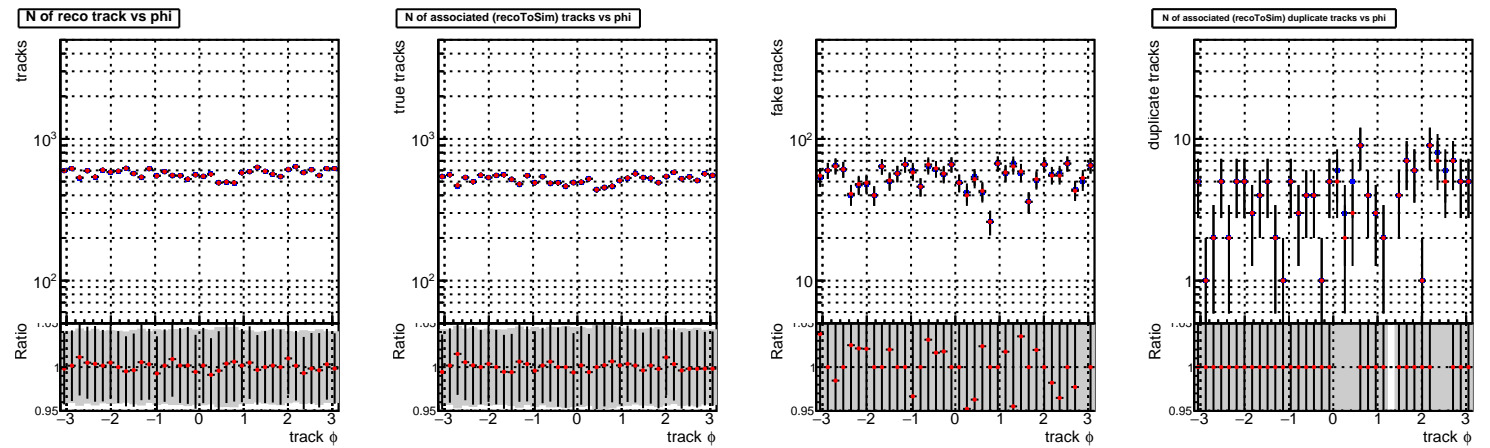 N of reco track vs phi
tracks
10³
10²
Ratio
1
0.95
−3 −2 −1 0 1 2 3
track ϕ
N of associated (recoToSim) tracks vs phi
true tracks
10³
10²
Ratio
1
0.95
−3 −2 −1 0 1 2 3
track ϕ
fake tracks
10²
10
Ratio
1
0.95
−3 −2 −1 0 1 2 3
track ϕ
N of associated (recoToSim) duplicate tracks vs phi
duplicate tracks
10
1
Ratio
1
0.95
−3 −2 −1 0 1 2 3
track ϕ